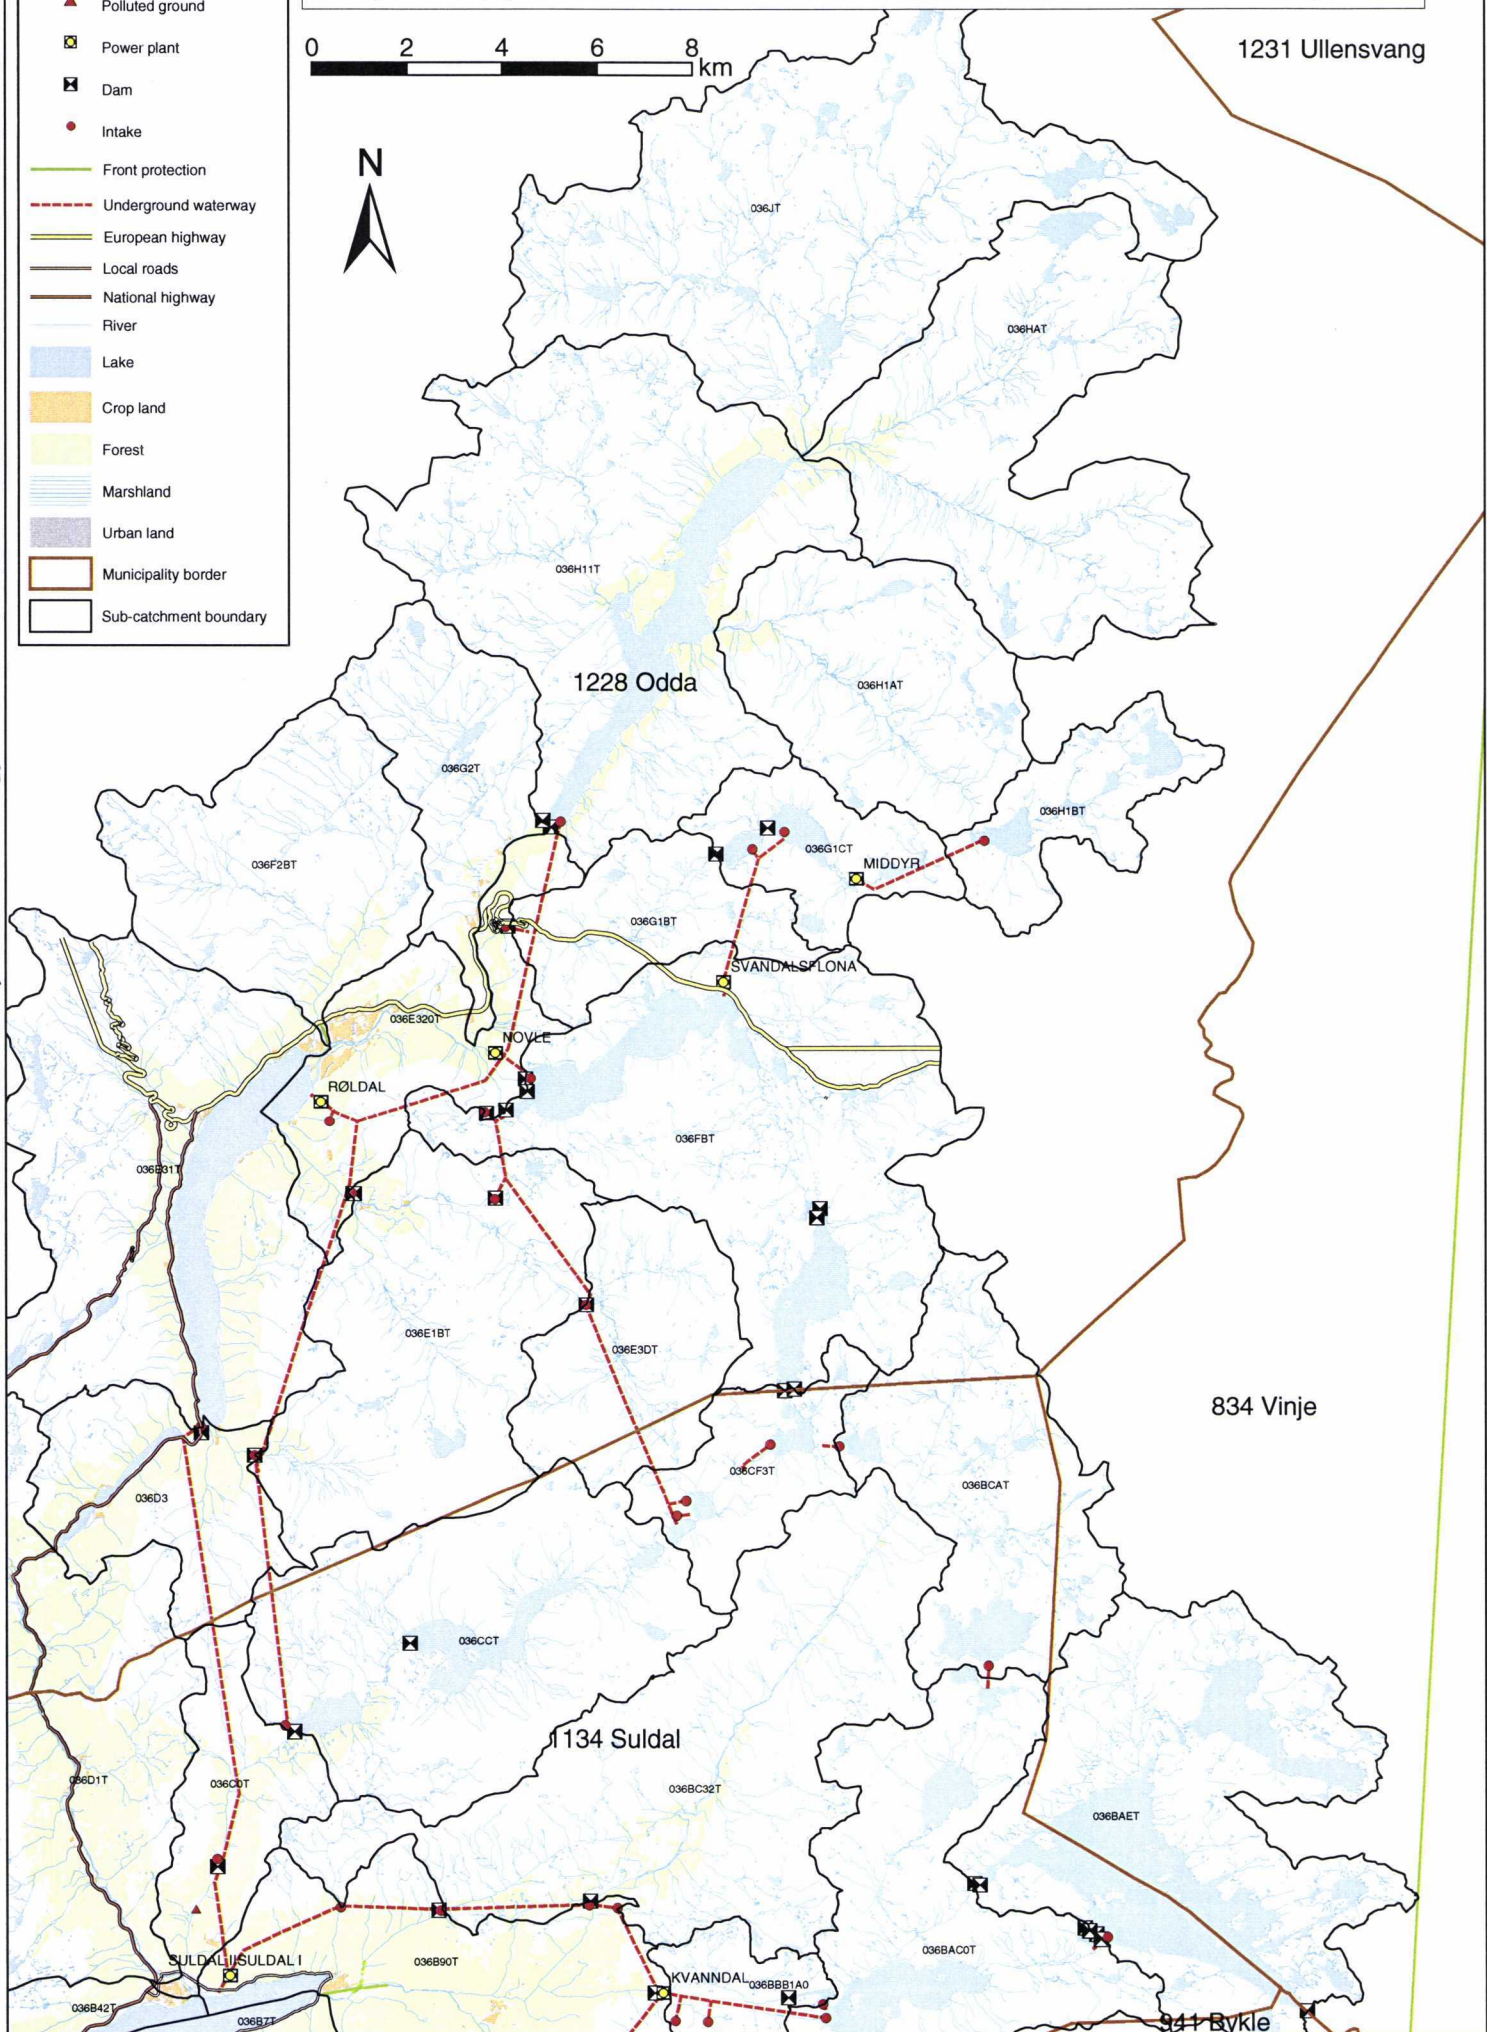 Polluted ground
Power plant
Dam
Intake
Front protection
Underground waterway
European highway
Local roads
National highway
River
Lake
Crop land
Forest
Marshland
Urban land
Municipality border
Sub-catchment boundary
0 2 4 6 8 km
N
1231 Ullensvang
036JT
036HAT
036H11T
1228 Odda
036H1AT
036G2T
036H1BT
036G1CT
MIDDYR
036F2BT
036G1BT
SVANDALSFLONA
036E320T
NOVLE
RØLDAL
036FBT
036E31T
036E1BT
036E3DT
834 Vinje
036CF3T
036BCAT
036D3
036CCT
1134 Suldal
036D1T
036C0T
036BC32T
036BAET
036BAC0T
SULDAL II SULDAL I
036B90T
KVANNDAL
036BBB1A0
036B42T
036B7T
941 Bykle